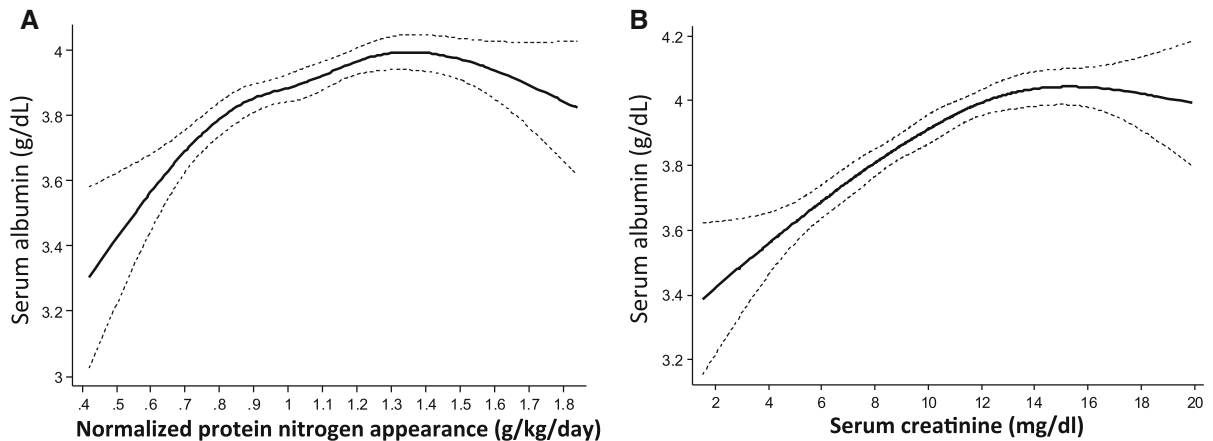 A
Serum albumin (g/dL)
4
3.8
3.6
3.4
3.2
3
.4 .5 .6 .7 .8 .9 1 1.1 1.2 1.3 1.4 1.5 1.6 1.7 1.8
Normalized protein nitrogen appearance (g/kg/day)
B
Serum albumin (g/dL)
4.2
4
3.8
3.6
3.4
3.2
2 4 6 8 10 12 14 16 18 20
Serum creatinine (mg/dl)